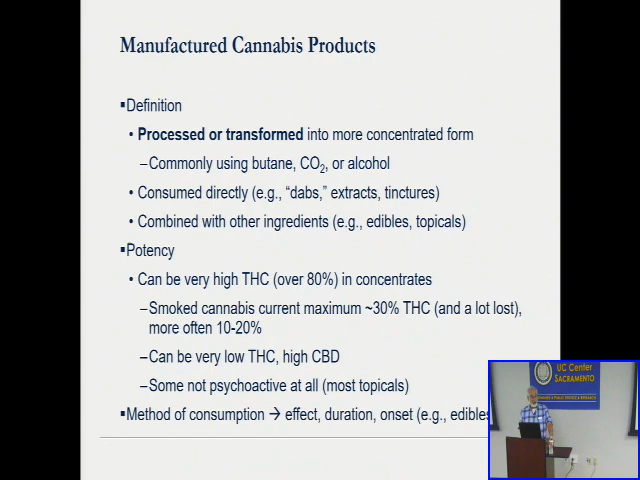 Manufactured Cannabis Products
▪Definition
• Processed or transformed into more concentrated form
–Commonly using butane, CO2, or alcohol
• Consumed directly (e.g., “dabs,” extracts, tinctures)
• Combined with other ingredients (e.g., edibles, topicals)
▪Potency
• Can be very high THC (over 80%) in concentrates
–Smoked cannabis current maximum ~30% THC (and a lot lost),
more often 10-20%
–Can be very low THC, high CBD
–Some not psychoactive at all (most topicals)
▪Method of consumption → effect, duration, onset (e.g., edibles
UC Center
SACRAMENTO